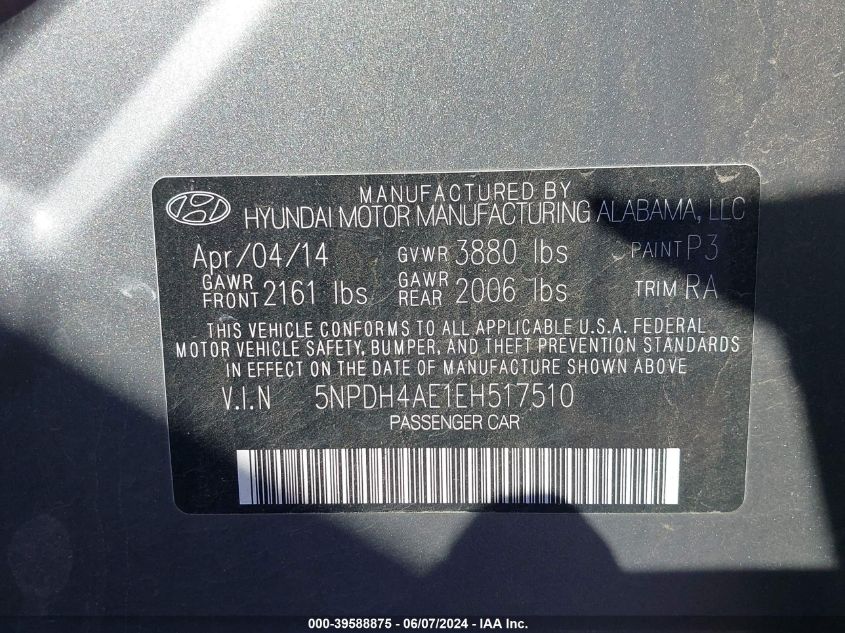 MANUFACTURED BY
HYUNDAI MOTOR MANUFACTURING ALABAMA, LLC
Apr/04/14 GVWR 3880 lbs PAINT P3
GAWR FRONT 2161 lbs GAWR REAR 2006 lbs TRIM RA
THIS VEHICLE CONFORMS TO ALL APPLICABLE U.S.A. FEDERAL
MOTOR VEHICLE SAFETY, BUMPER, AND THEFT PREVENTION STANDARDS
IN EFFECT ON THE DATE OF MANUFACTURE SHOWN ABOVE.
V.I.N 5NPDH4AE1EH517510
PASSENGER CAR
000-39588875 - 06/07/2024 - IAA Inc.